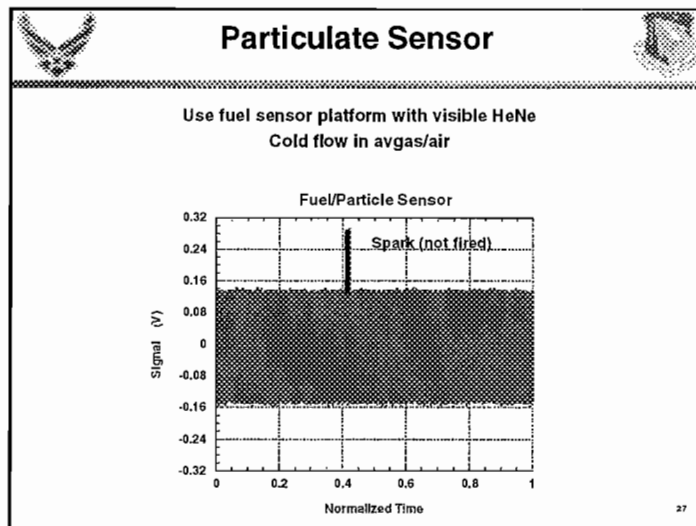 Particulate Sensor
Use fuel sensor platform with visible HeNe
Cold flow in avgas/air
Fuel/Particle Sensor
0.32
0.24
0.16
0.08
0
-0.08
-0.16
-0.24
-0.32
Signal (V)
Spark (not fired)
0 0.2 0.4 0.6 0.8 1
Normalized Time
27